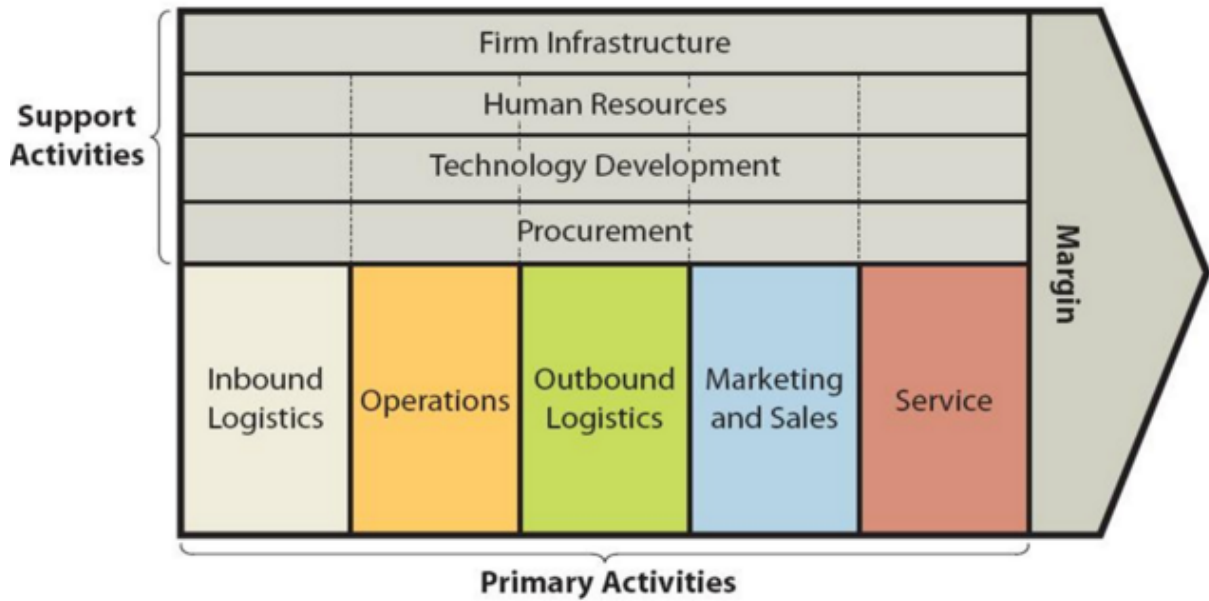 Firm Infrastructure
Support
Activities
Human Resources
Technology Development
Procurement
Inbound
Logistics
Operations
Outbound
Logistics
Marketing
and Sales
Service
Margin
Primary Activities